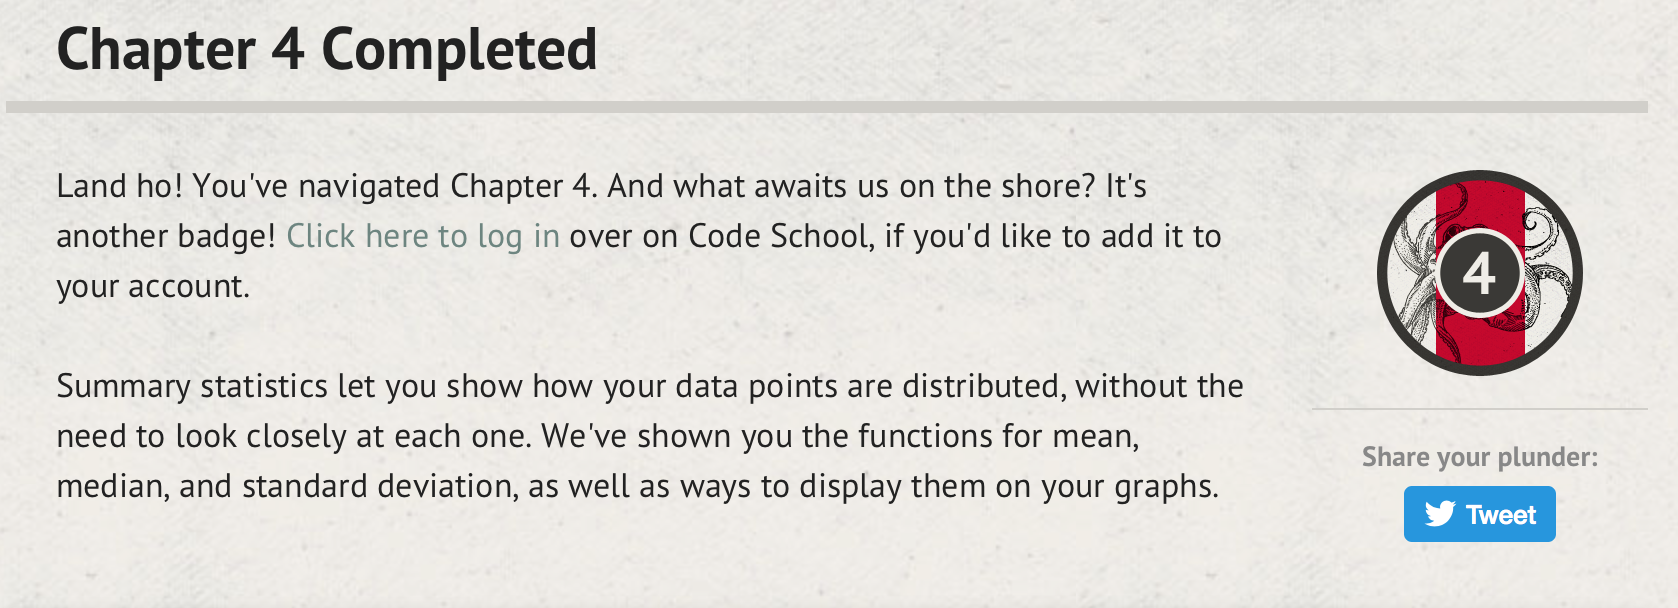 Chapter 4 Completed
Land ho! You've navigated Chapter 4. And what awaits us on the shore? It's
another badge! Click here to log in over on Code School, if you'd like to add it to
your account.
4
Summary statistics let you show how your data points are distributed, without the
need to look closely at each one. We've shown you the functions for mean,
median, and standard deviation, as well as ways to display them on your graphs.
Share your plunder:
Tweet